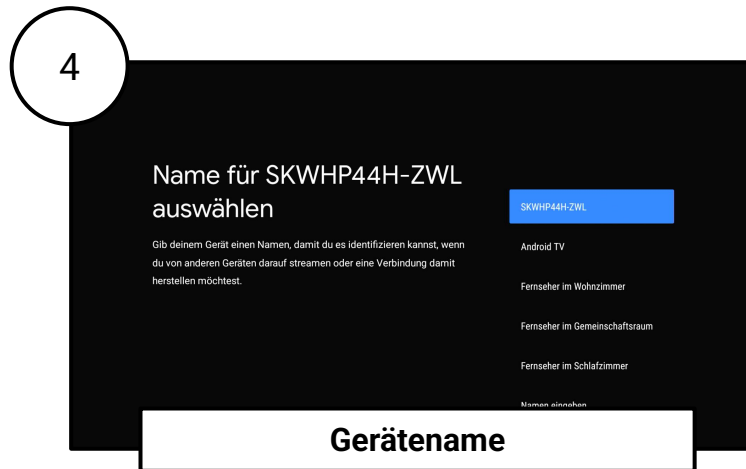 4
Name für SKWHP44H-ZWL
auswählen
Gib deinem Gerät einen Namen, damit du es identifizieren kannst, wenn
du von anderen Geräten darauf streamen oder eine Verbindung damit
herstellen möchtest.
SKWHP44H-ZWL
Android TV
Fernseher im Wohnzimmer
Fernseher im Gemeinschaftsraum
Fernseher im Schlafzimmer
Namen eingeben
Gerätename